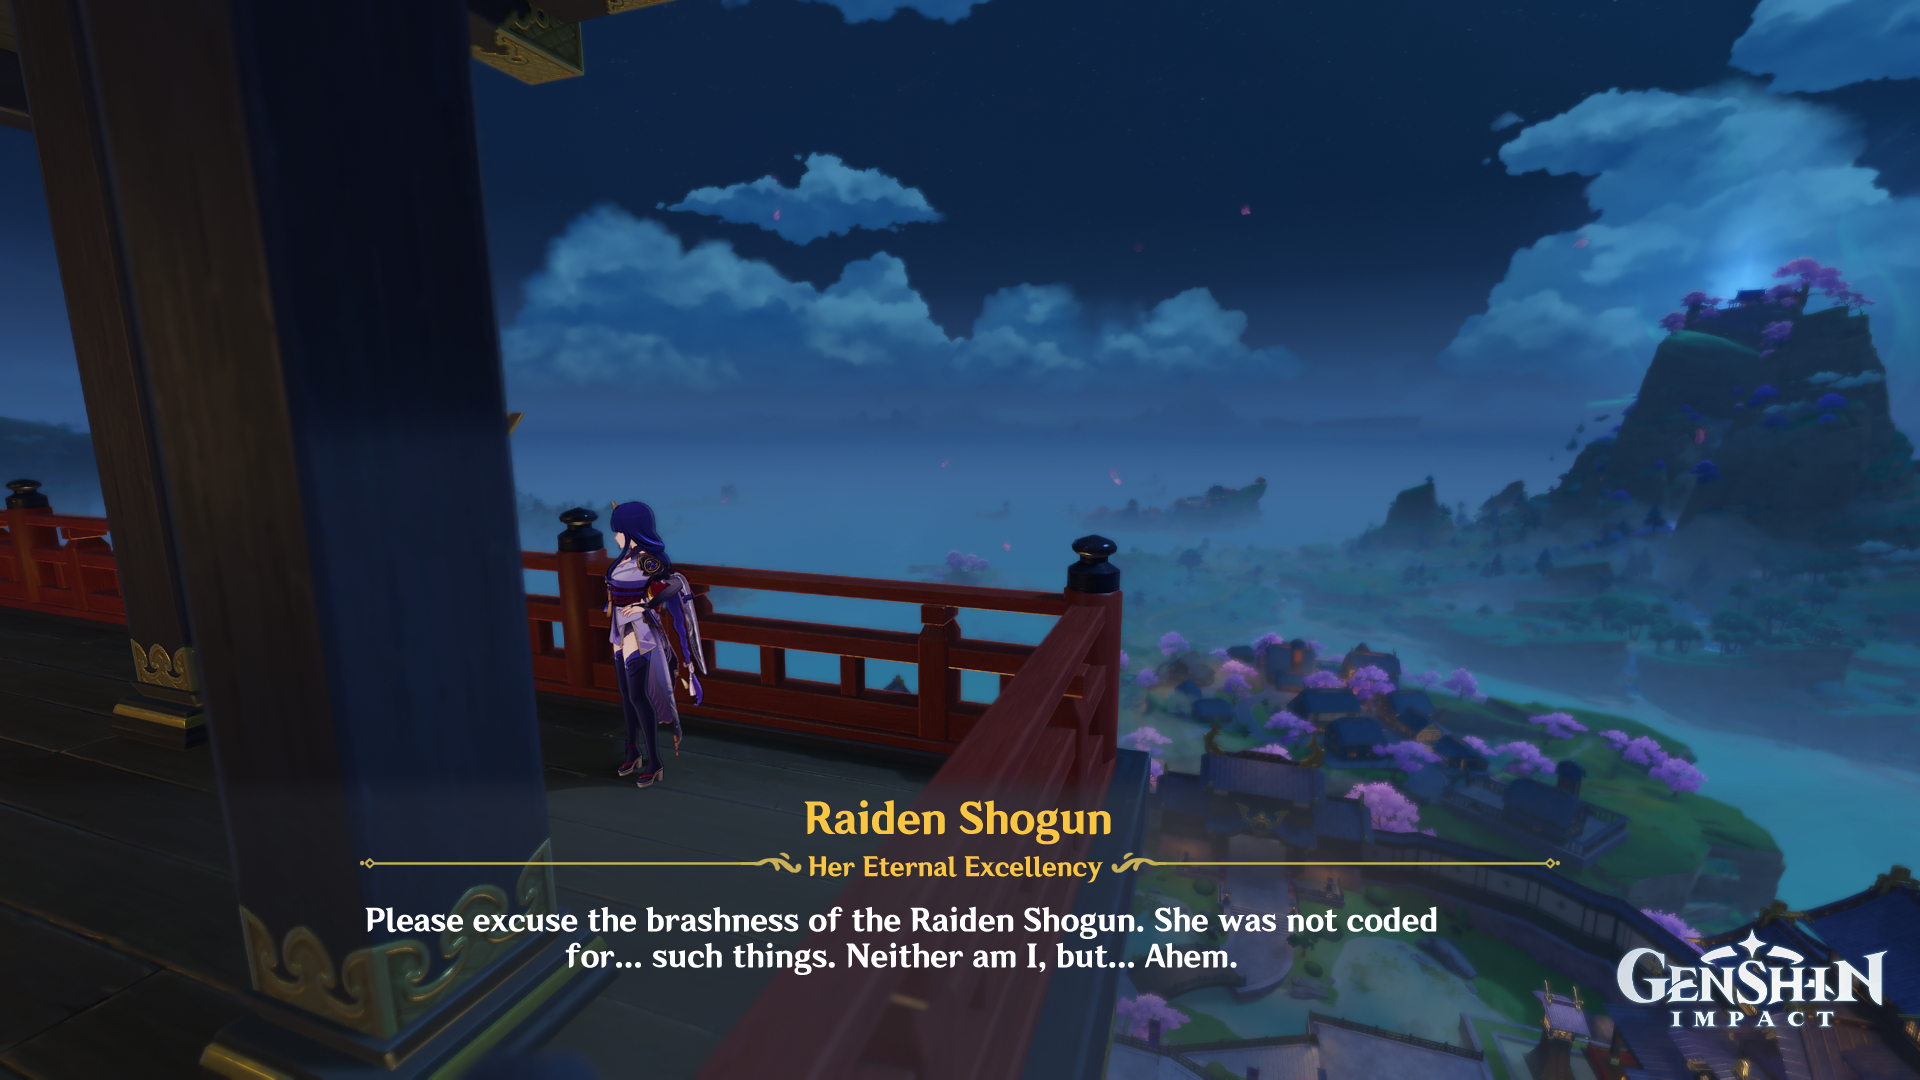 Raiden Shogun
Her Eternal Excellency
Please excuse the brashness of the Raiden Shogun. She was not coded
for... such things. Neither am I, but... Ahem.
GENSHIN
IMPACT